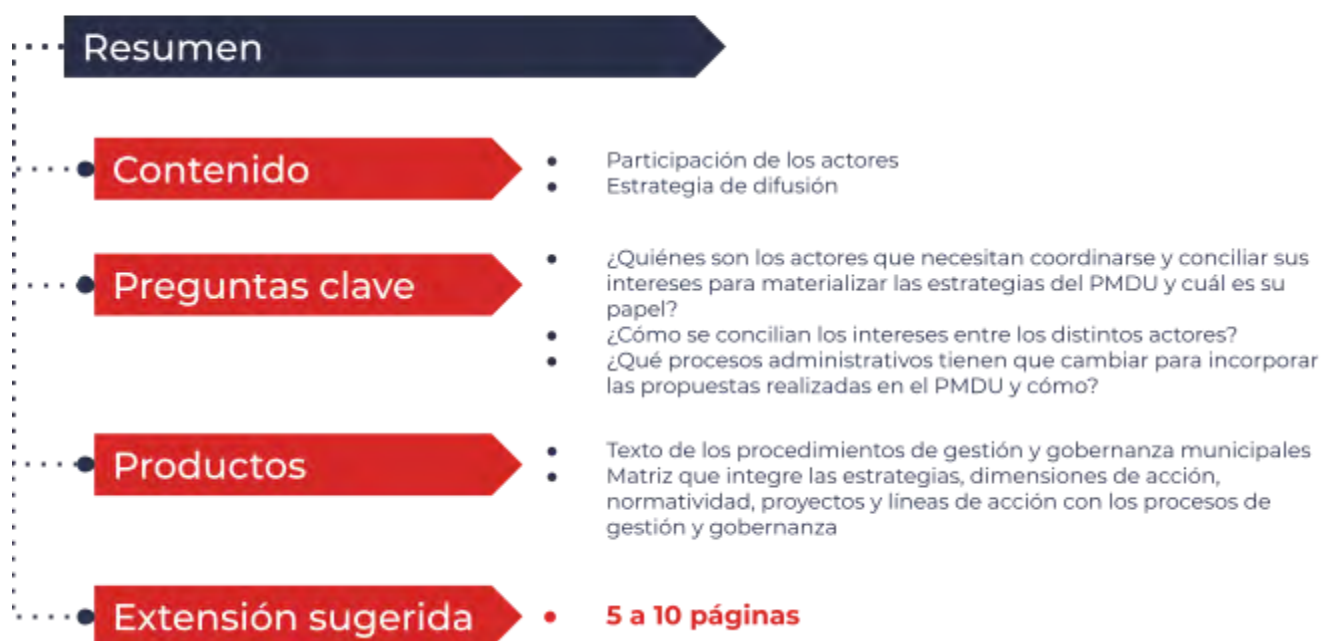 Resumen
Contenido
• Participación de los actores
• Estrategia de difusión
Preguntas clave
• ¿Quiénes son los actores que necesitan coordinarse y conciliar sus
intereses para materializar las estrategias del PMDU y cuál es su
papel?
• ¿Cómo se concilian los intereses entre los distintos actores?
• ¿Qué procesos administrativos tienen que cambiar para incorporar
las propuestas realizadas en el PMDU y cómo?
Productos
• Texto de los procedimientos de gestión y gobernanza municipales
• Matriz que integre las estrategias, dimensiones de acción,
normatividad, proyectos y líneas de acción con los procesos de
gestión y gobernanza
Extensión sugerida
• 5 a 10 páginas